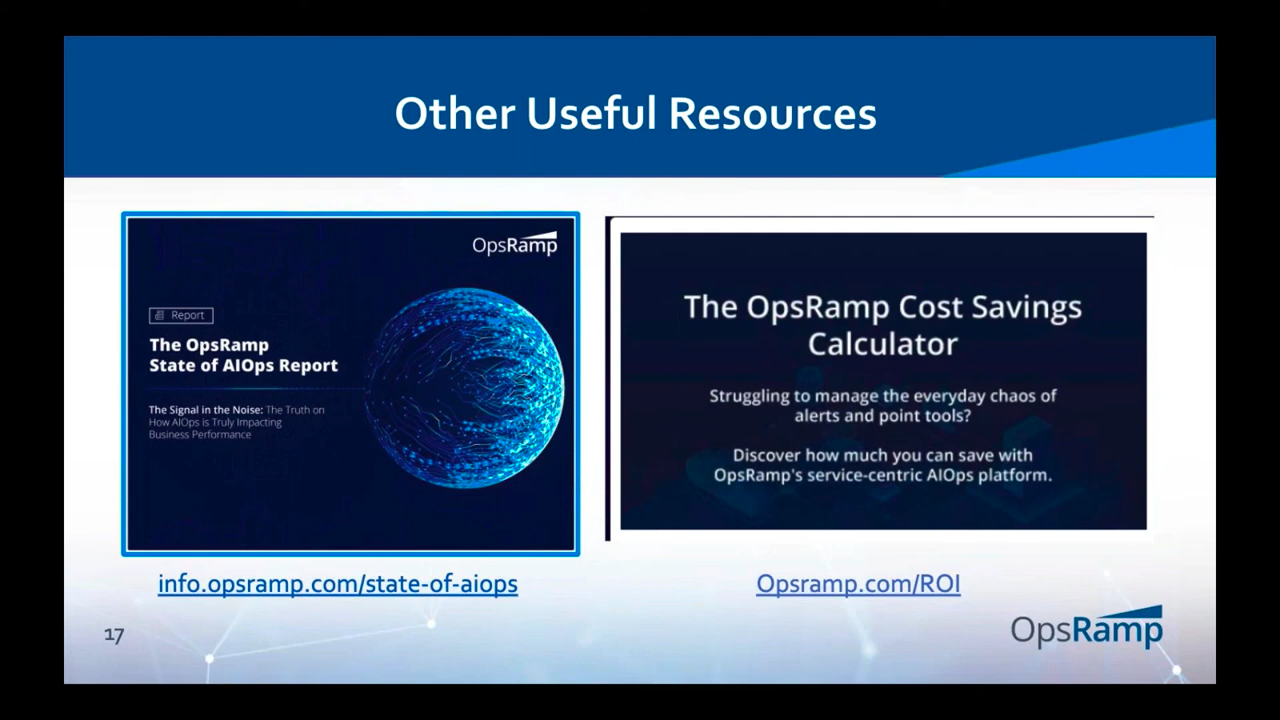 Other Useful Resources
OpsRamp
Report
The OpsRamp
State of AIOps Report
The Signal in the Noise: The Truth on
How AIOps is Truly Impacting
Business Performance
info.opsramp.com/state-of-aiops
The OpsRamp Cost Savings
Calculator
Struggling to manage the everyday chaos of
alerts and point tools?
Discover how much you can save with
OpsRamp's service-centric AIOps platform.
Opsramp.com/ROI
17
OpsRamp